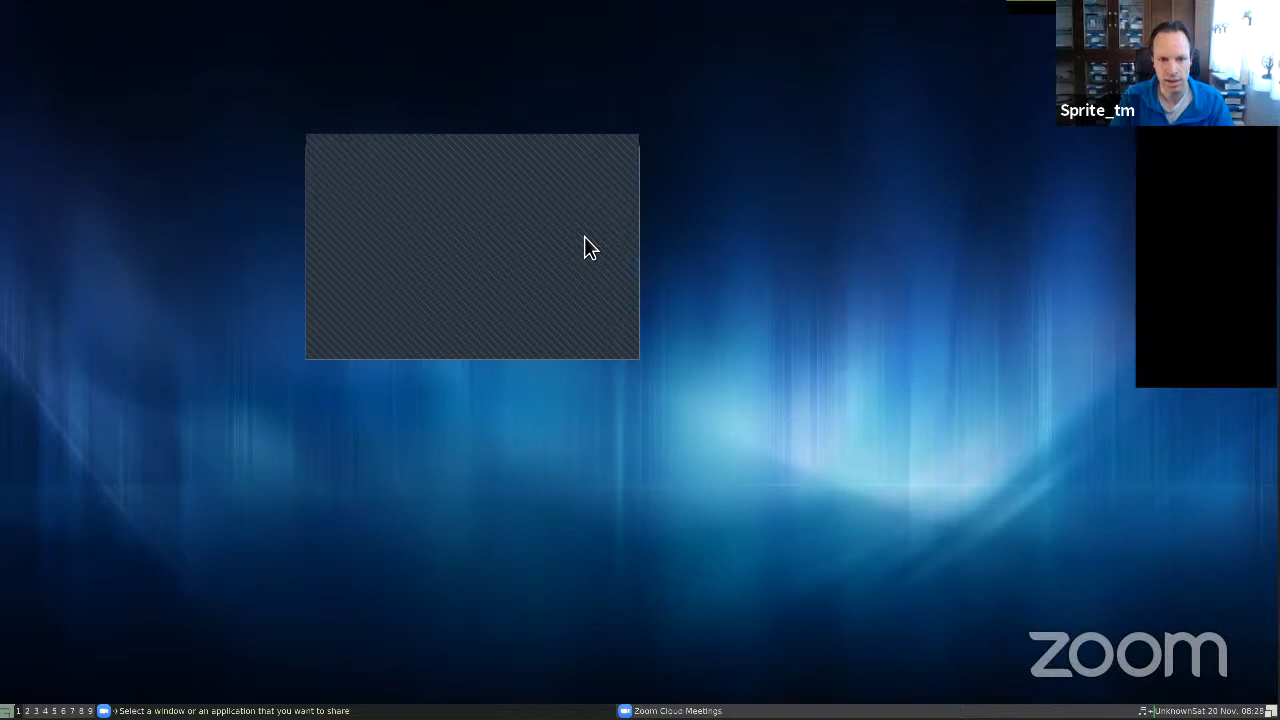 Sprite_tm
zoom
1 2 3 4 5 6 7 8 9 Select a window or an application that you want to share Zoom Cloud Meetings Unknown Sat 20 Nov, 08:28